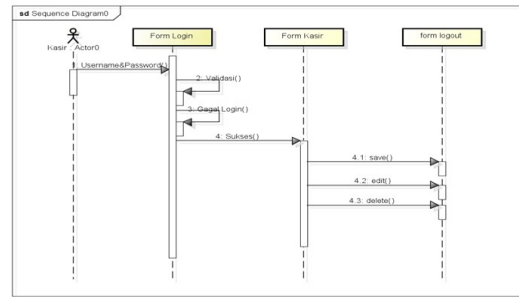 sd Sequence Diagram0
Form Login
Form Kasir
form logout
Kasir : Actor0
1: Username&Password()
2: Validasi()
3: Gagal Login()
4: Sukses()
4.1: save()
4.2: edit()
4.3: delete()